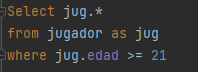 Select jug.*
from jugador as jug
where jug.edad >= 21